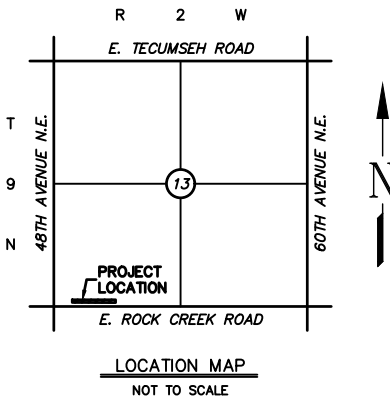 R 2 W
E. TECUMSEH ROAD
T
9
N
48TH AVENUE N.E.
13
60TH AVENUE N.E.
N
PROJECT
LOCATION
E. ROCK CREEK ROAD
LOCATION MAP
NOT TO SCALE